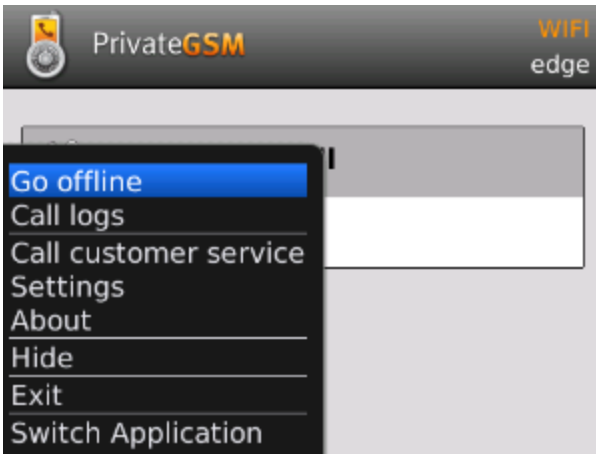 PrivateGSM
WIFI
edge
Go offline
Call logs
Call customer service
Settings
About
Hide
Exit
Switch Application